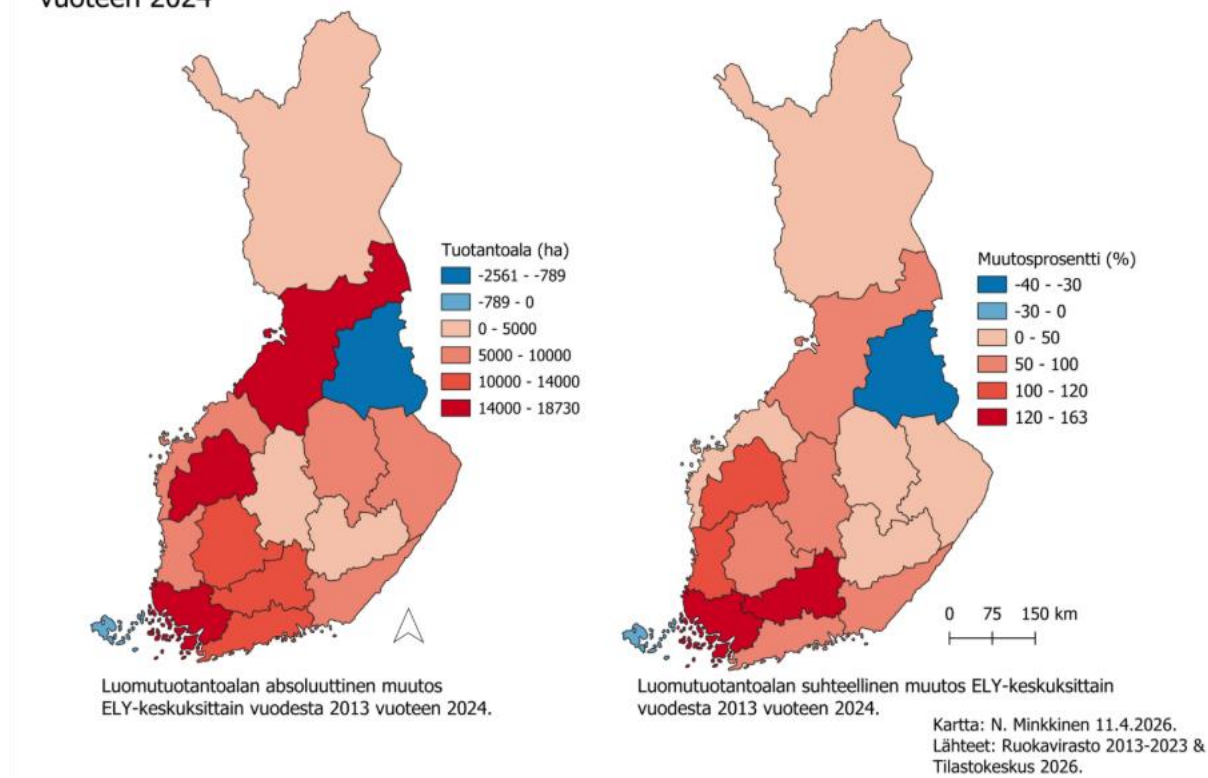 vuoteen 2024
Tuotantoala (ha)
-2561 - -789
-789 - 0
0 - 5000
5000 - 10000
10000 - 14000
14000 - 18730
Muutosprosentti (%)
-40 - -30
-30 - 0
0 - 50
50 - 100
100 - 120
120 - 163
0 75 150 km
Luomutuotantoalan absoluuttinen muutos
ELY-keskuksittain vuodesta 2013 vuoteen 2024.
Luomutuotantoalan suhteellinen muutos ELY-keskuksittain
vuodesta 2013 vuoteen 2024.
Kartta: N. Minkkinen 11.4.2026.
Lähteet: Ruokavirasto 2013-2023 &
Tilastokeskus 2026.